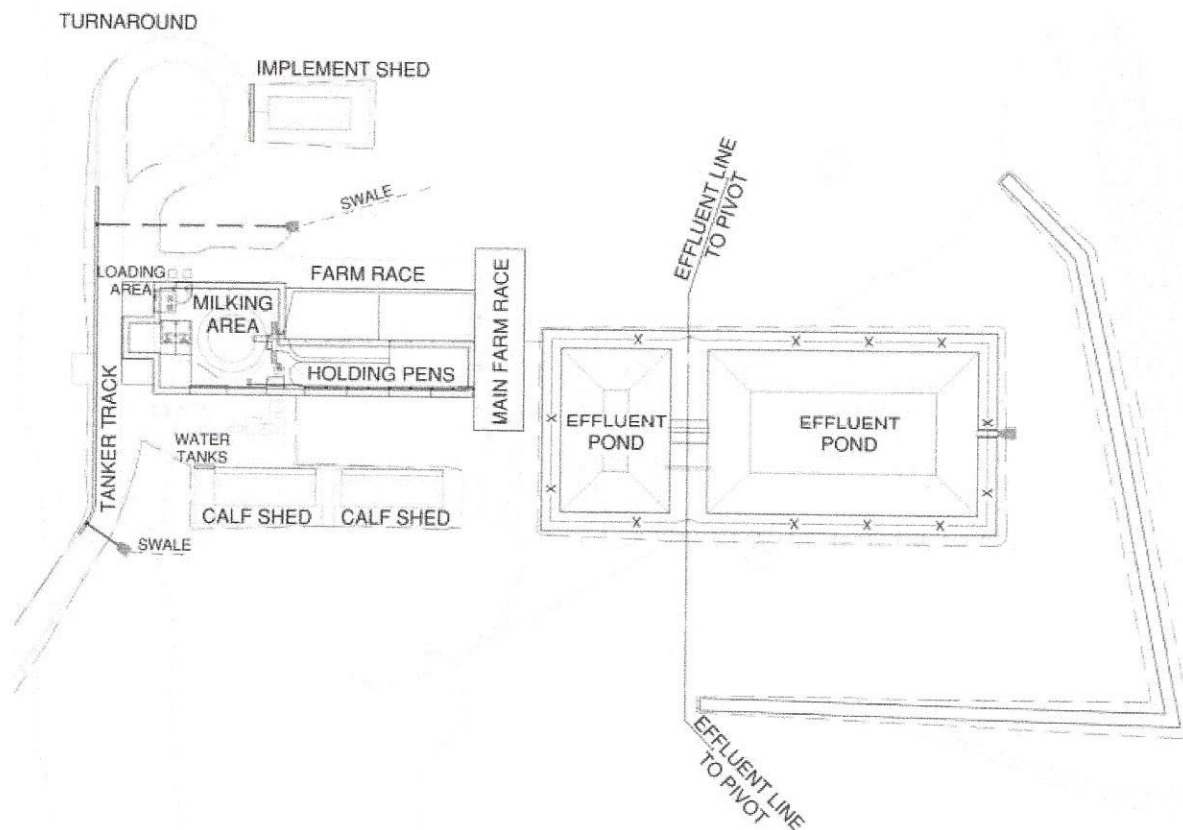 TURNAROUND
IMPLEMENT SHED
SWALE
EFFLUENT LINE
TO PIVOT
LOADING
AREA
FARM RACE
MILKING
AREA
HOLDING PENS
MAIN FARM RACE
TANKER TRACK
EFFLUENT
POND
EFFLUENT
POND
WATER
TANKS
CALF SHED
CALF SHED
SWALE
EFFLUENT LINE
TO PIVOT